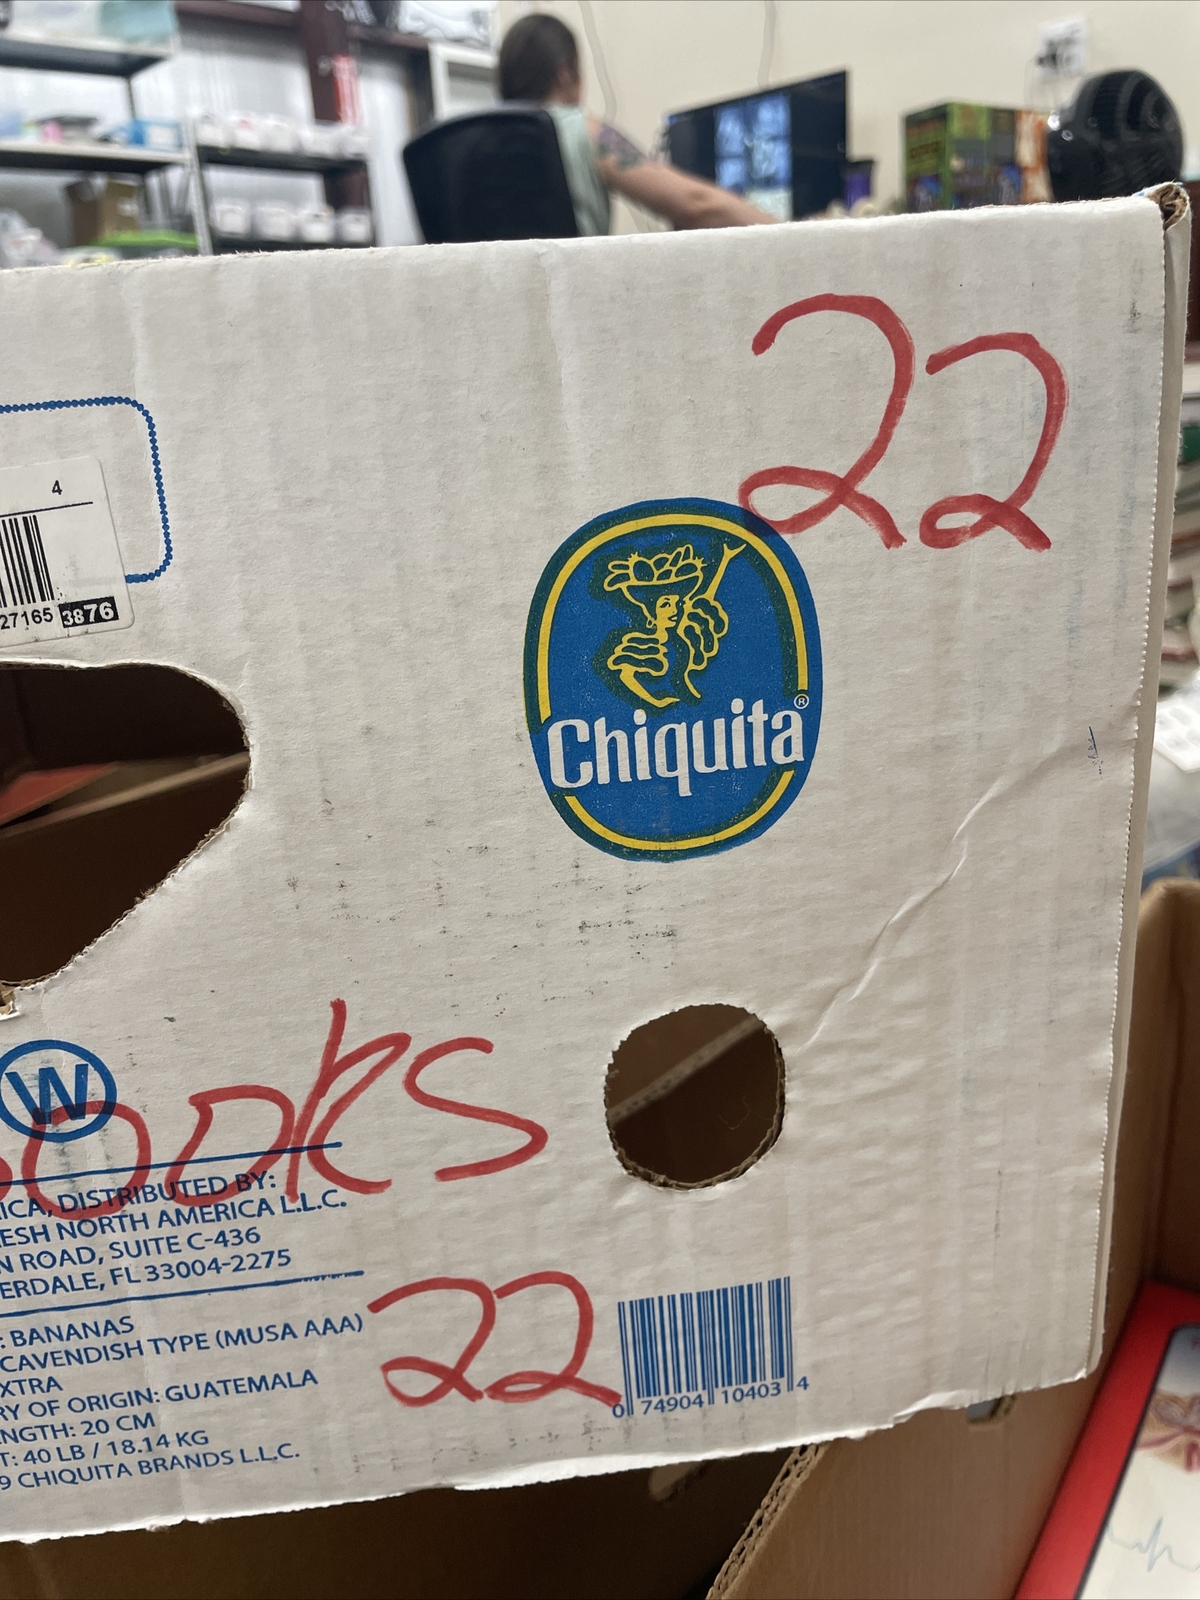 22
4
27165 3876
Chiquita®
W
ooks
ICA, DISTRIBUTED BY:
ESH NORTH AMERICA L.L.C.
N ROAD, SUITE C-436
ERDALE, FL 33004-2275
22
: BANANAS
CAVENDISH TYPE (MUSA AAA)
XTRA
RY OF ORIGIN: GUATEMALA
NGTH: 20 CM
T: 40 LB / 18.14 KG
9 CHIQUITA BRANDS L.L.C.
0 74904 10403 4